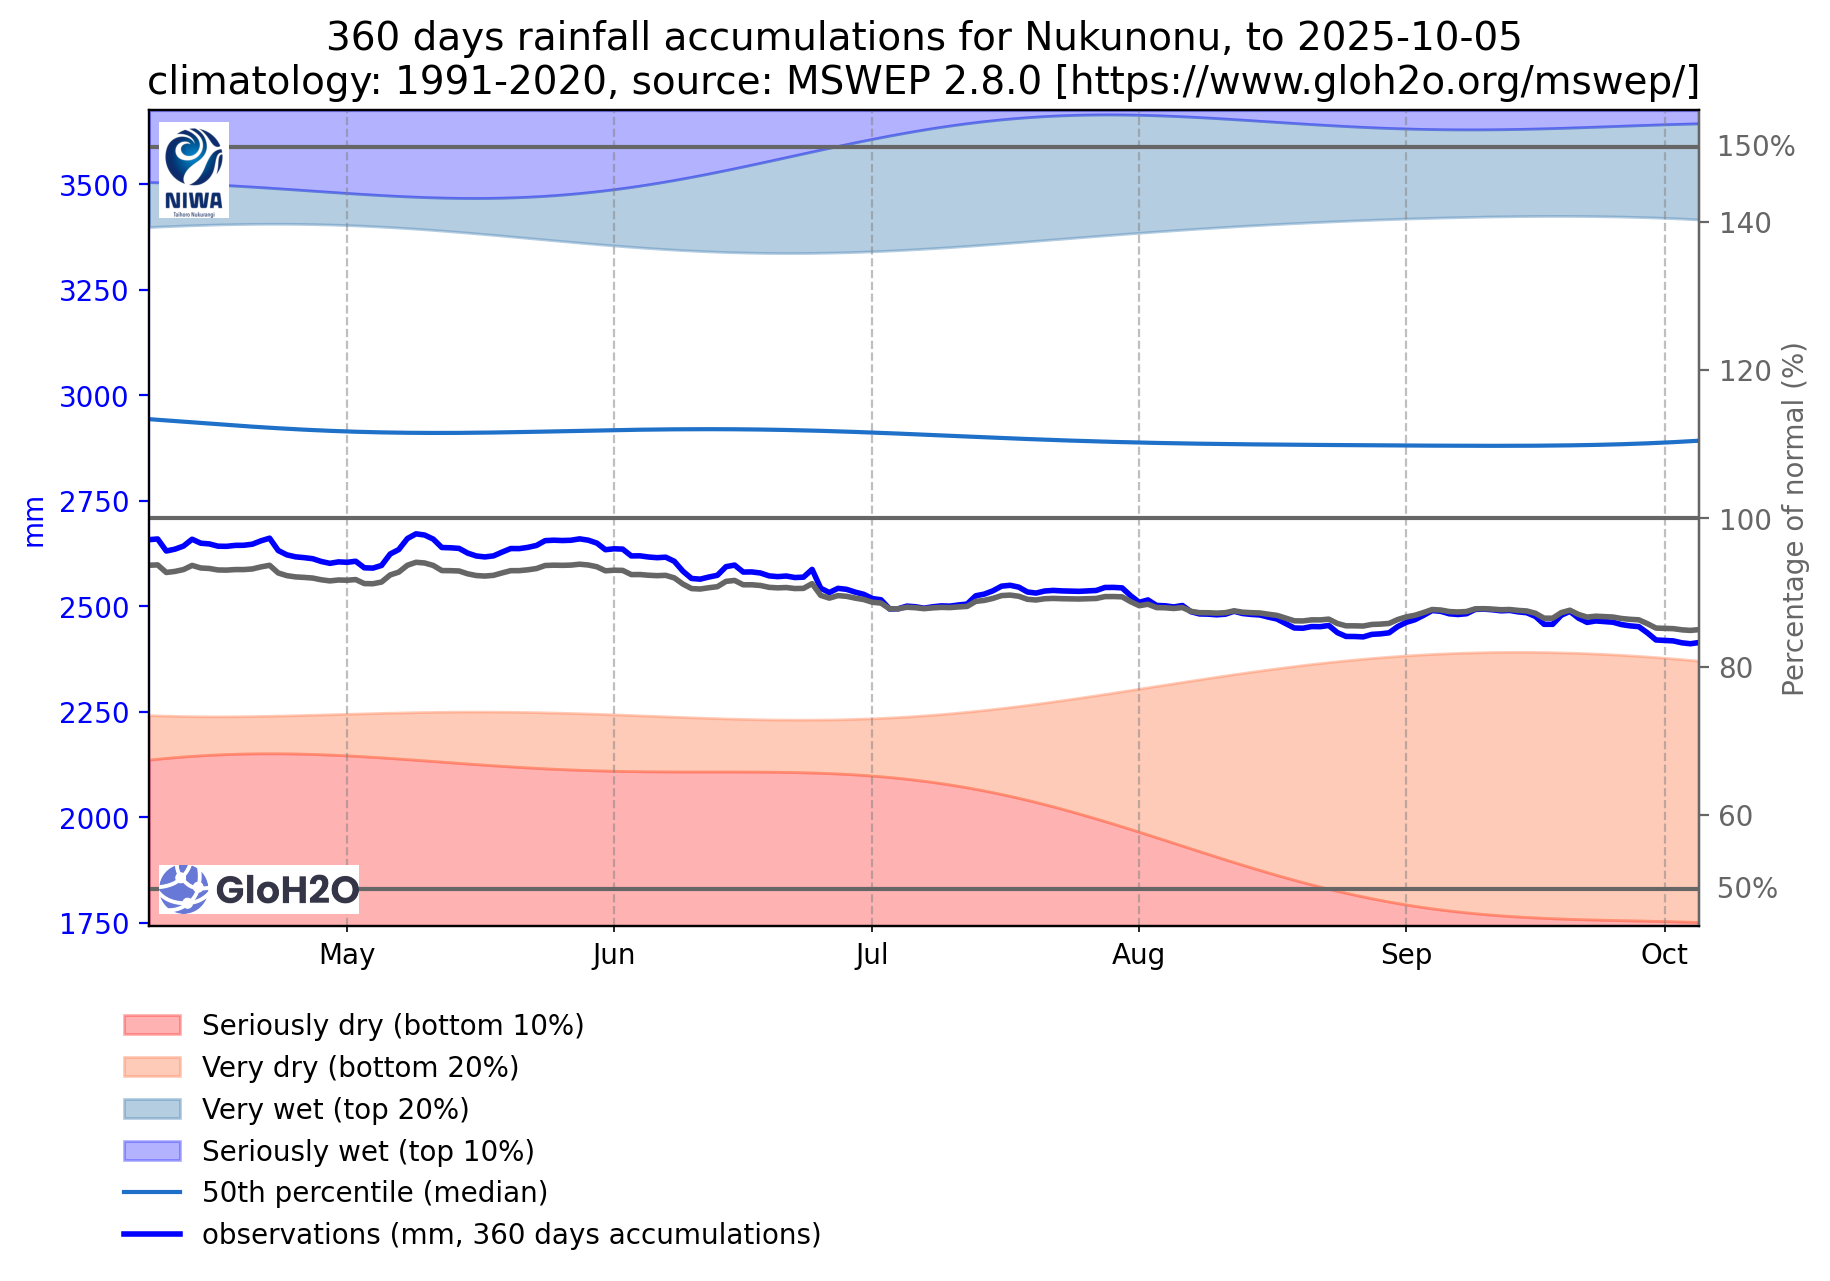 360 days rainfall accumulations for Nukunonu, to 2025-10-05
climatology: 1991-2020, source: MSWEP 2.8.0 [https://www.gloh2o.org/mswep/]
NIWA
Taihoro Nukurangi
3500
3250
3000
2750
2500
2250
2000
1750
mm
150%
140
120
100
80
60
50%
Percentage of normal (%)
GloH2O
May
Jun
Jul
Aug
Sep
Oct
Seriously dry (bottom 10%)
Very dry (bottom 20%)
Very wet (top 20%)
Seriously wet (top 10%)
50th percentile (median)
observations (mm, 360 days accumulations)